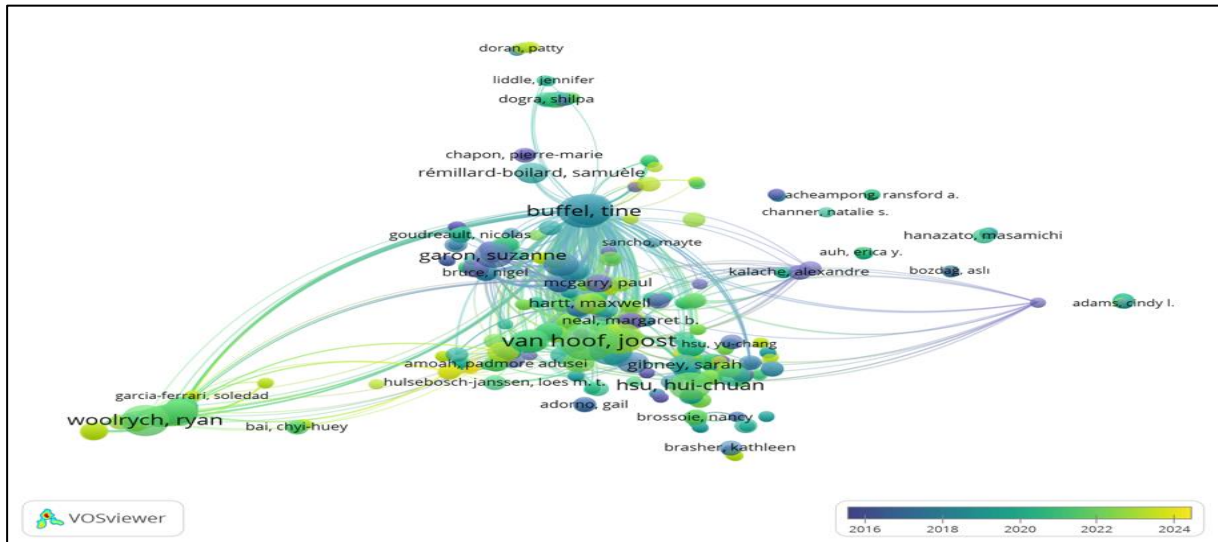 doran, patty
liddle, jennifer
dogra, shilpa
chapon, pierre-marie
rémillard-boilard, samuèle
acheampong, ransford a.
buffel, tine
channer, natalie s.
goudreault, nicolas
sancho, mayte
hanazato, masamichi
garon, suzanne
auh, erica y.
bruce, nigel
kalache, alexandre
bozdag, aslı
mcgarry, paul
hartt, maxwell
adams, cindy l.
neal, margaret b.
van hoof, joost
hsu, yu-chang
amoah, padmore adusei
gibney, sarah
hulsebosch-janssen, loes m. t.
hsu, hui-chuan
garcia-ferrari, soledad
adorno, gail
woolrych, ryan
brossoie, nancy
bai, chyi-huey
brasher, kathleen
VOSviewer
2016 2018 2020 2022 2024